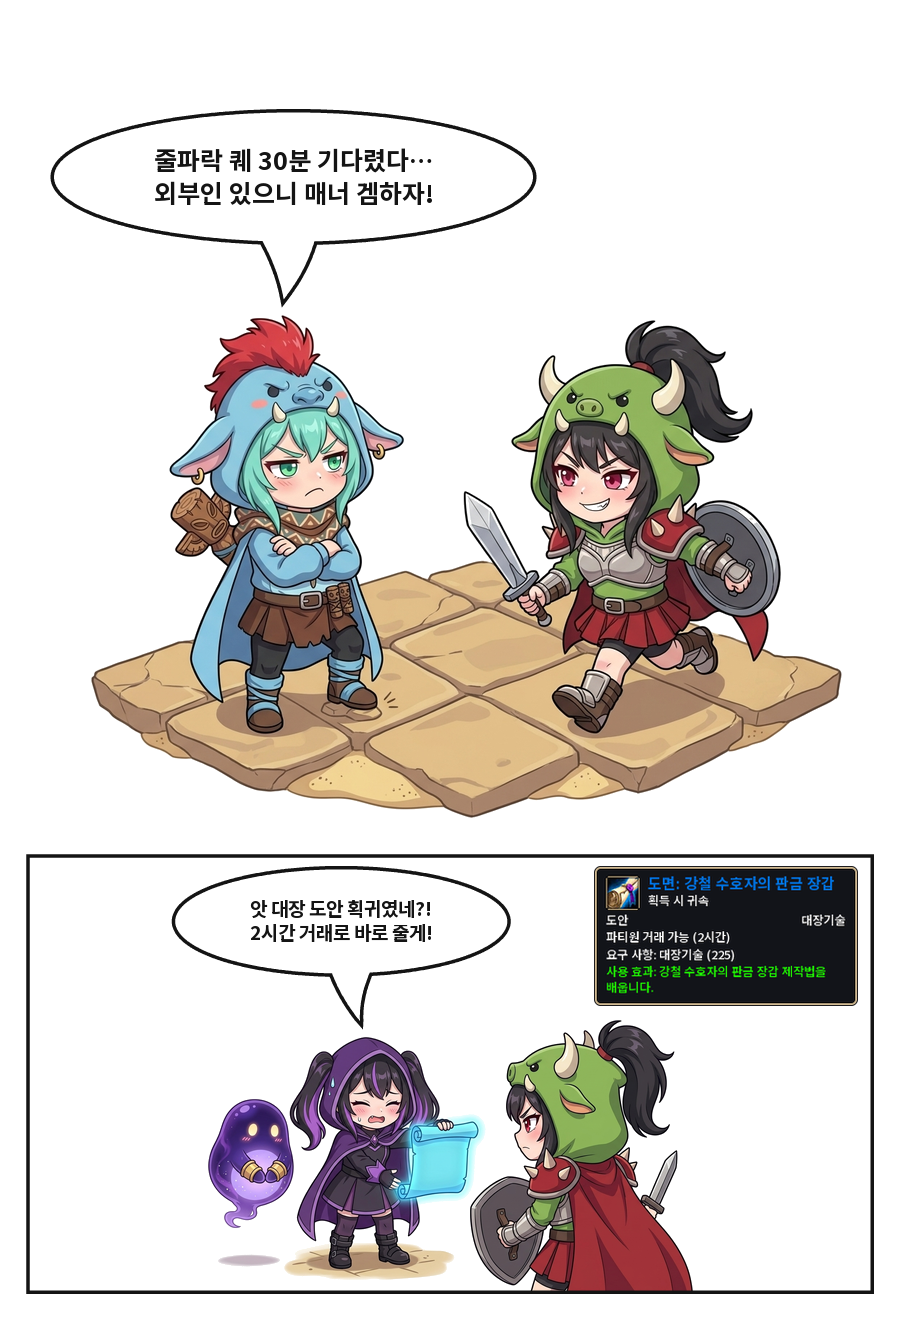 줄파락 퀘 30분 기다렸다…
외부인 있으니 매너 겜하자!
앗 대장 도안 획귀였네?!
2시간 거래로 바로 줄게!
도면: 강철 수호자의 판금 장갑
획득 시 귀속
도안 대장기술
파티원 거래 가능 (2시간)
요구 사항: 대장기술 (225)
사용 효과: 강철 수호자의 판금 장갑 제작법을
배웁니다.